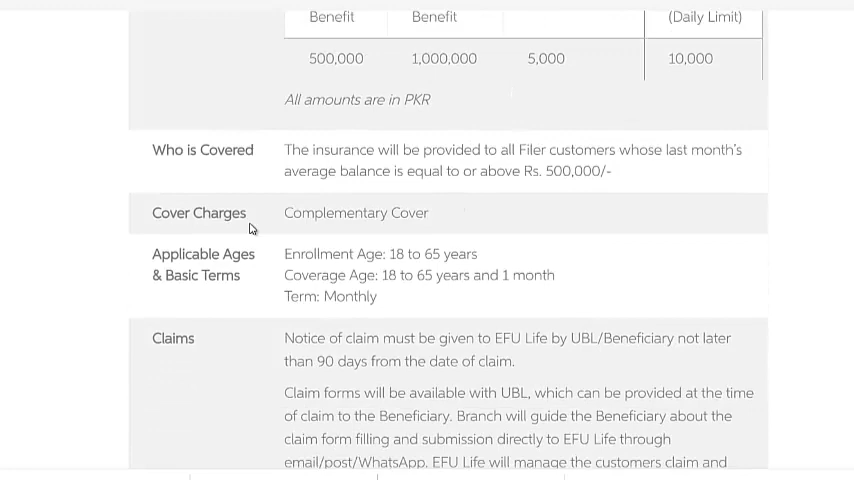 Benefit Benefit (Daily Limit)
500,000 1,000,000 5,000 10,000
All amounts are in PKR
Who is Covered The insurance will be provided to all Filer customers whose last month's
average balance is equal to or above Rs. 500,000/-
Cover Charges Complementary Cover
Applicable Ages Enrollment Age: 18 to 65 years
& Basic Terms Coverage Age: 18 to 65 years and 1 month
Term: Monthly
Claims Notice of claim must be given to EFU Life by UBL/Beneficiary not later
than 90 days from the date of claim.
Claim forms will be available with UBL, which can be provided at the time
of claim to the Beneficiary. Branch will guide the Beneficiary about the
claim form filling and submission directly to EFU Life through
email/post/WhatsApp. EFU Life will manage the customers claim and